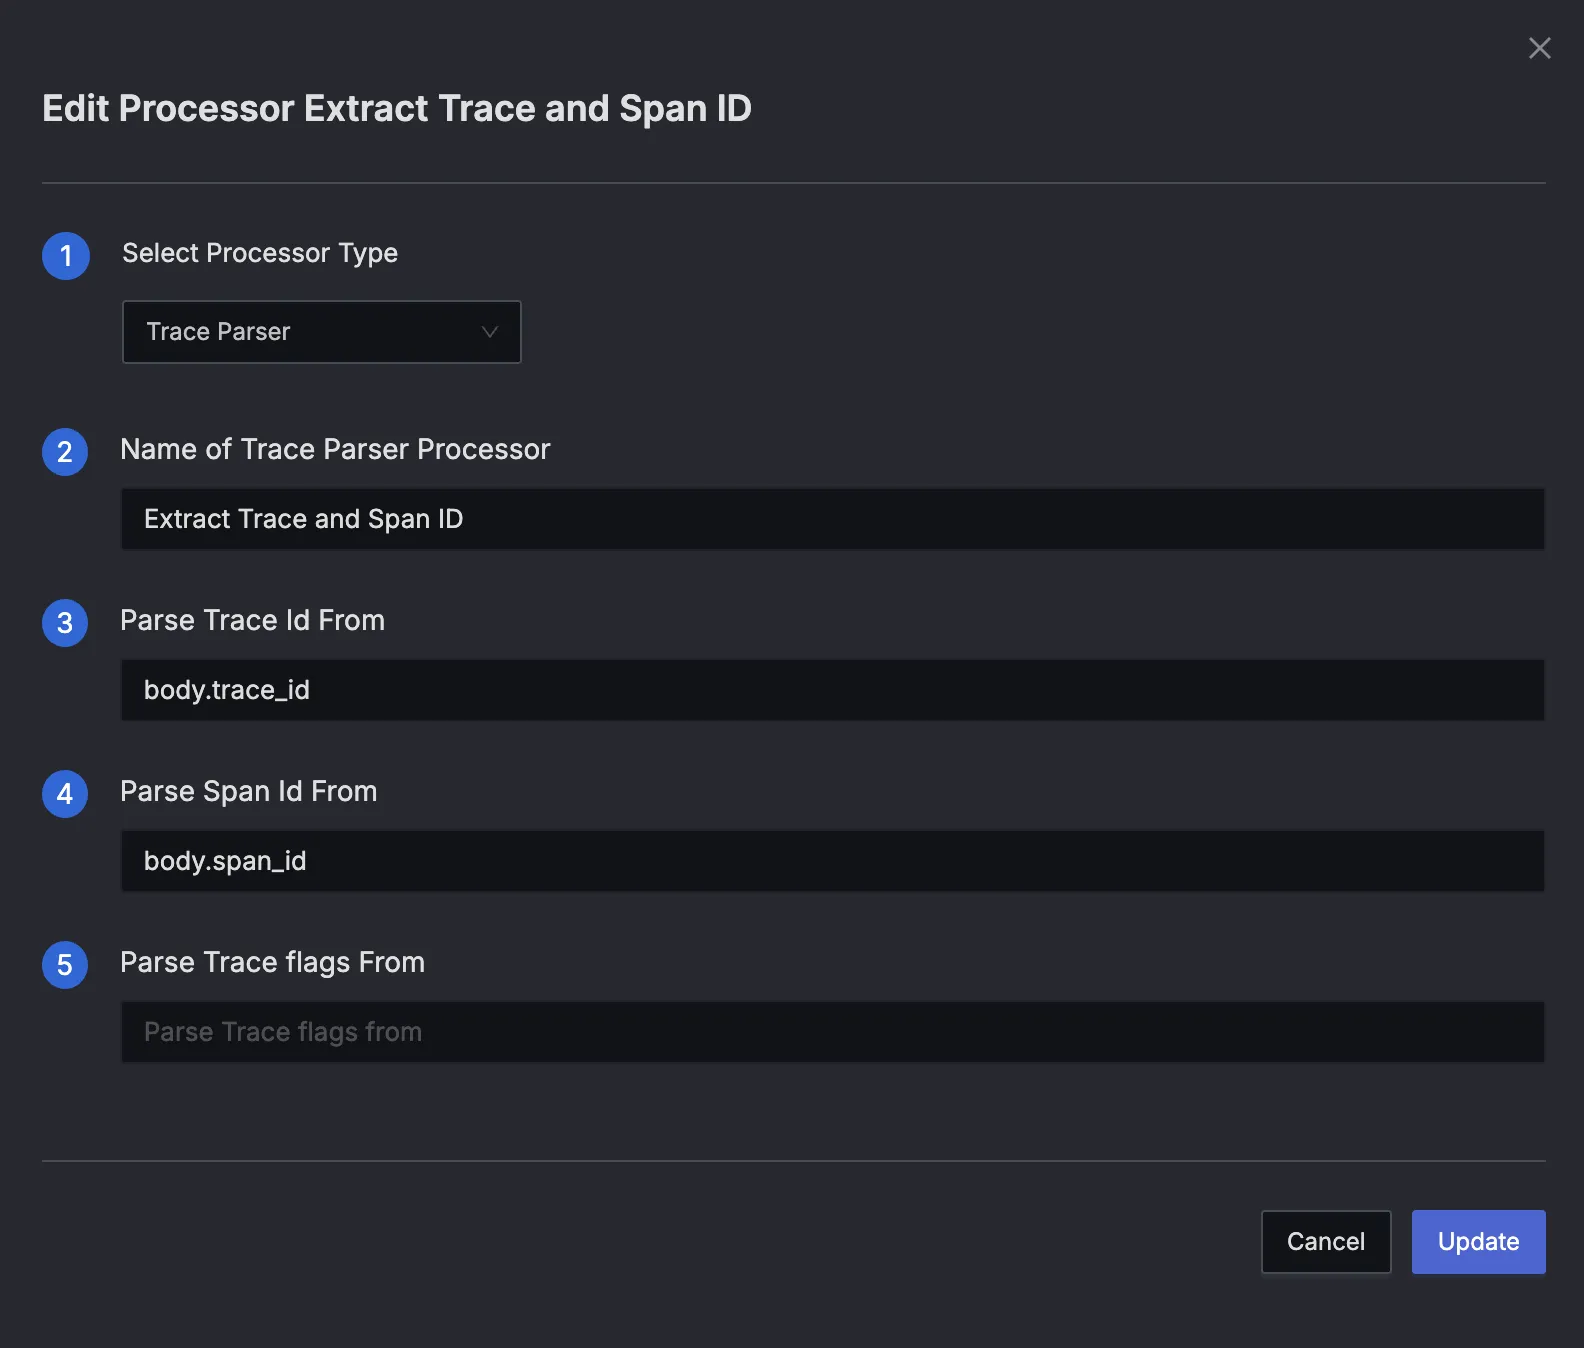 Edit Processor Extract Trace and Span ID
1 Select Processor Type
Trace Parser
2 Name of Trace Parser Processor
Extract Trace and Span ID
3 Parse Trace Id From
body.trace_id
4 Parse Span Id From
body.span_id
5 Parse Trace flags From
Parse Trace flags from
Cancel Update